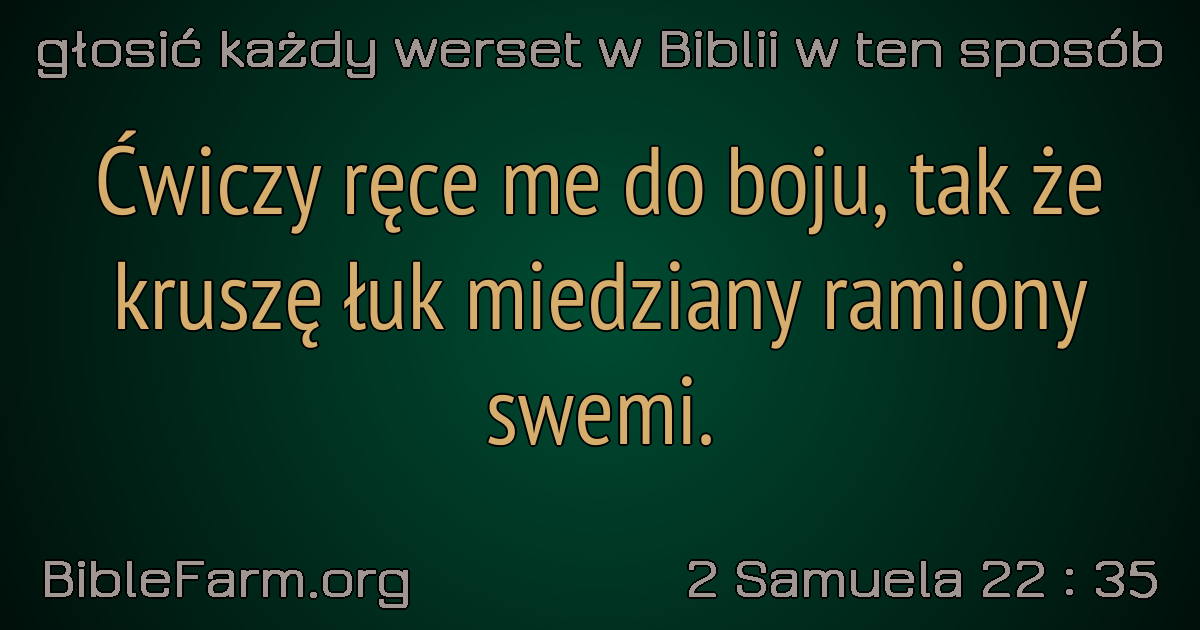 głosić każdy werset w Biblii w ten sposób
Ćwiczy ręce me do boju, tak że
kruszę łuk miedziany ramiony
swemi.
BibleFarm.org
2 Samuela 22 : 35